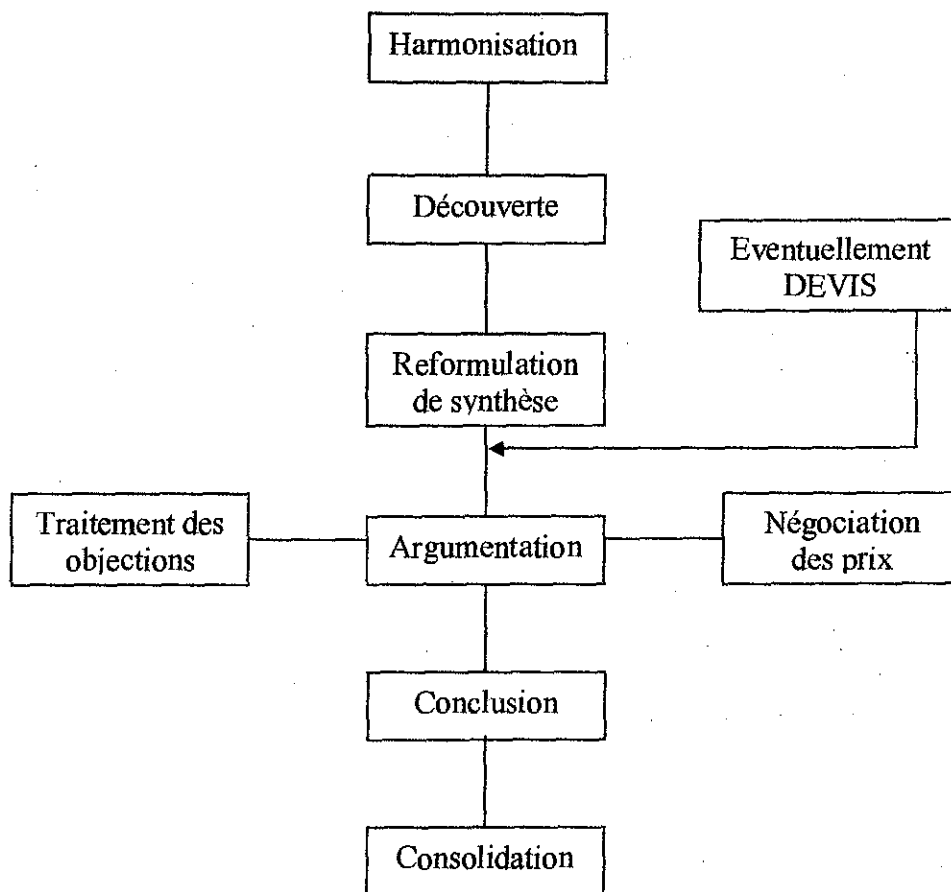 Harmonisation
Découverte
Eventuellement
DEVIS
Reformulation
de synthèse
Traitement des
objections
Argumentation
Négociation
des prix
Conclusion
Consolidation